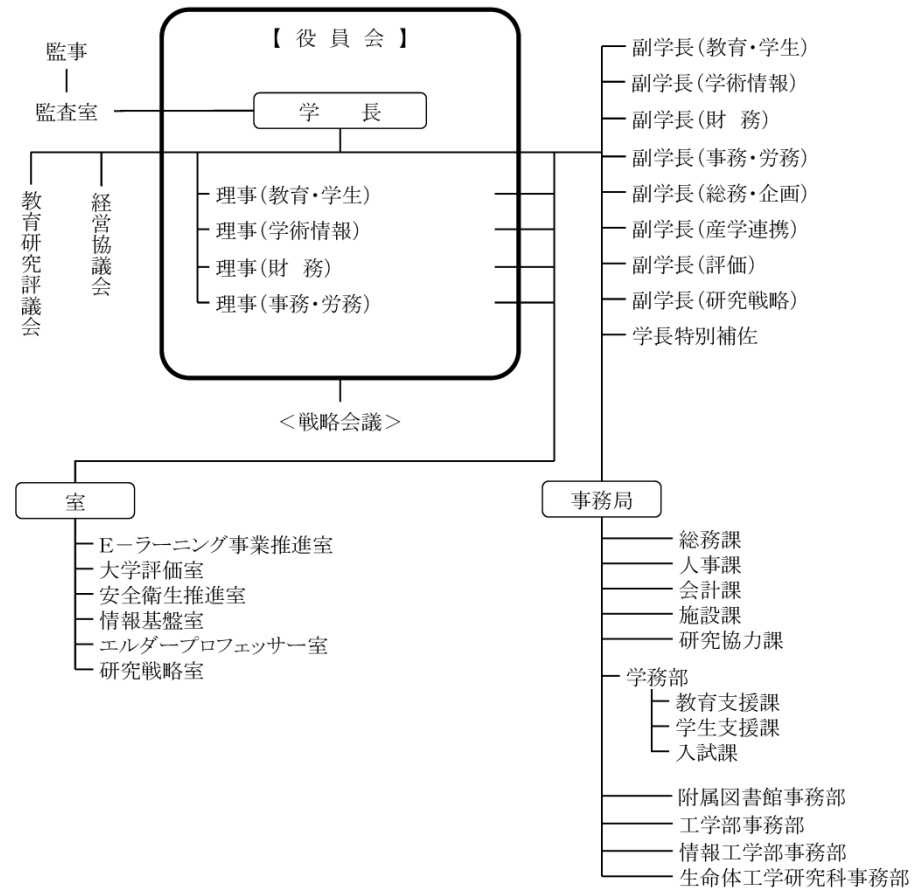 【 役 員 会 】
監事
監査室
学 長
教育研究評議会
経営協議会
理事（教育・学生）
理事（学術情報）
理事（財 務）
理事（事務・労務）
＜戦略会議＞
副学長（教育・学生）
副学長（学術情報）
副学長（財 務）
副学長（事務・労務）
副学長（総務・企画）
副学長（産学連携）
副学長（評価）
副学長（研究戦略）
学長特別補佐
室
E－ラーニング事業推進室
大学評価室
安全衛生推進室
情報基盤室
エルダープロフェッサー室
研究戦略室
事務局
総務課
人事課
会計課
施設課
研究協力課
学務部
教育支援課
学生支援課
入試課
附属図書館事務部
工学部事務部
情報工学部事務部
生命体工学研究科事務部